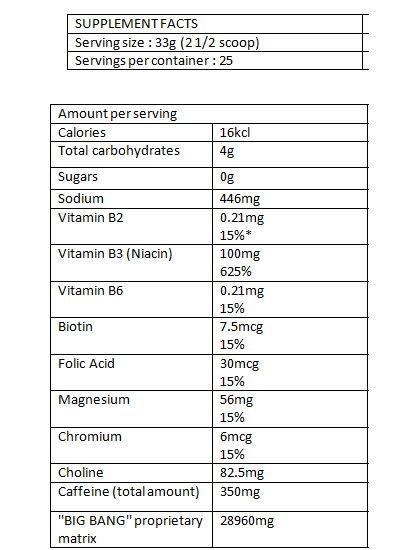 SUPPLEMENT FACTS
Serving size : 33g (2 1/2 scoop)
Servings per container : 25
Amount per serving
Calories 16kcl
Total carbohydrates 4g
Sugars 0g
Sodium 446mg
Vitamin B2 0.21mg
15%*
Vitamin B3 (Niacin) 100mg
625%
Vitamin B6 0.21mg
15%
Biotin 7.5mcg
15%
Folic Acid 30mcg
15%
Magnesium 56mg
15%
Chromium 6mcg
15%
Choline 82.5mg
Caffeine (total amount) 350mg
"BIG BANG" proprietary 28960mg
matrix